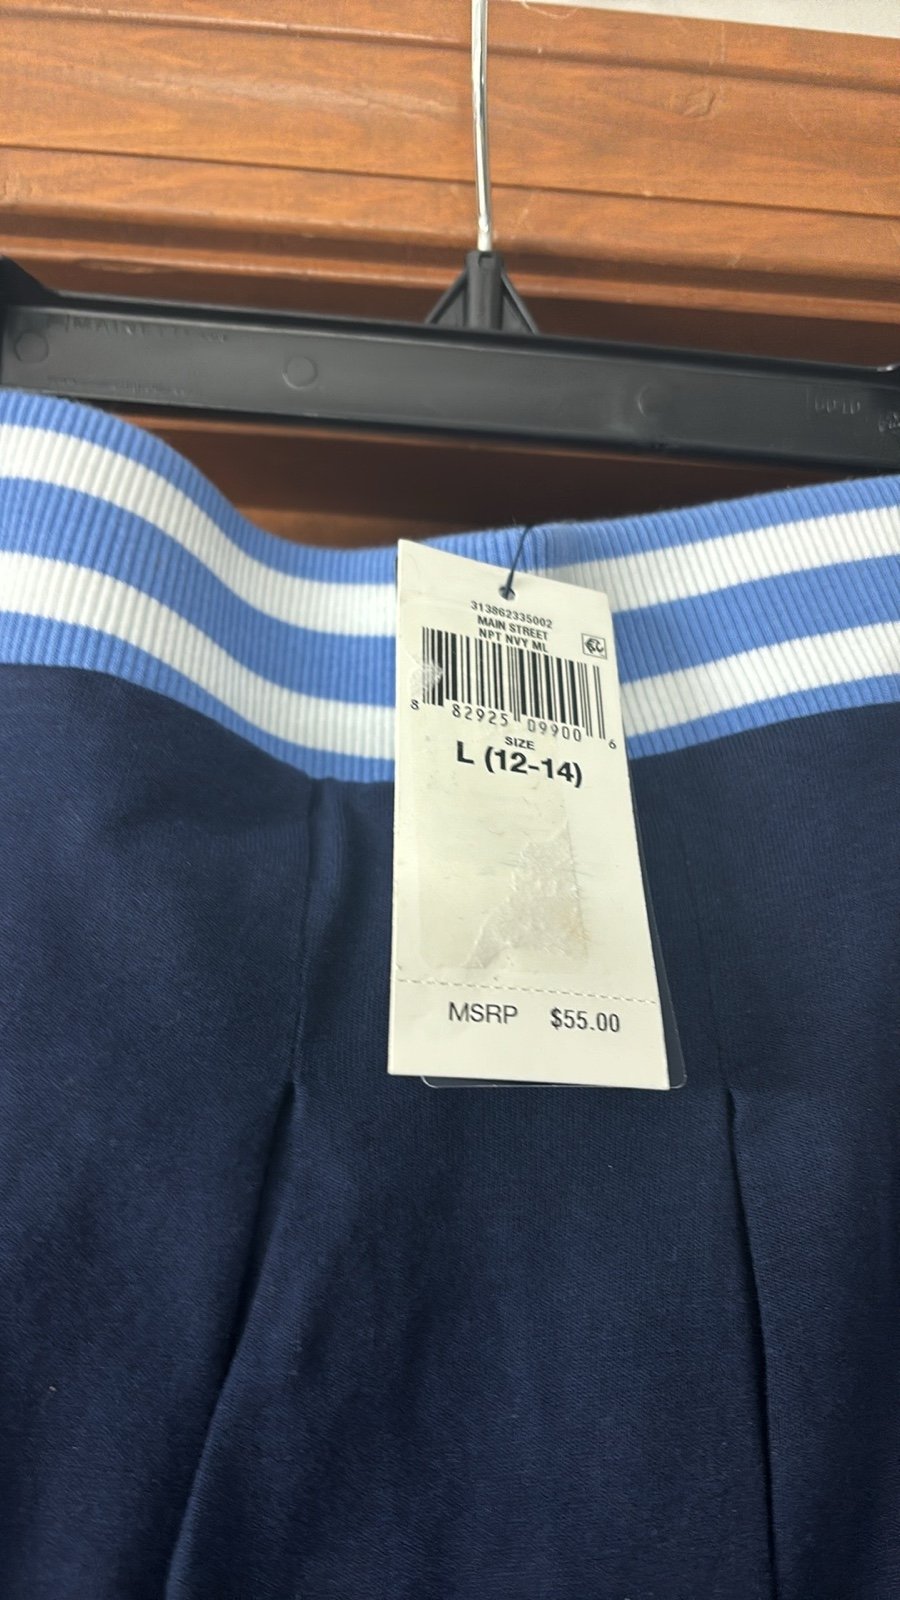 313862335002
MAIN STREET
NPT NVY ML
8 82925 09900 6
SIZE
L (12-14)
MSRP $55.00